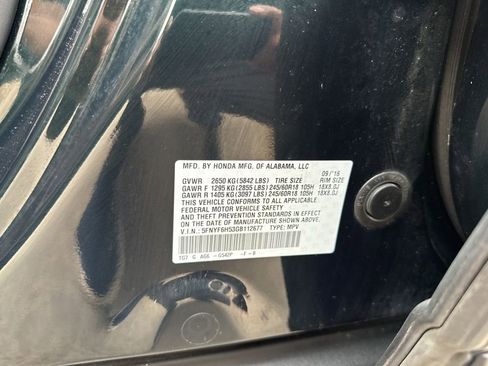 MFD. BY HONDA MFG. OF ALABAMA, LLC 09/'16
GVWR 2650 KG (5842 LBS) TIRE SIZE RIM SIZE
GAWR F 1295 KG (2855 LBS) 245/60R18 105H 18X8.0J
GAWR R 1405 KG (3097 LBS) 245/60R18 105H 18X8.0J
THIS VEHICLE CONFORMS TO ALL APPLICABLE
FEDERAL MOTOR VEHICLE SAFETY
AND THEFT PREVENTION STANDARDS IN EFFECT
ON THE DATE OF MANUFACTURE SHOWN ABOVE.
V.I.N.: 5FNYF6H53GB112677 TYPE: MPV